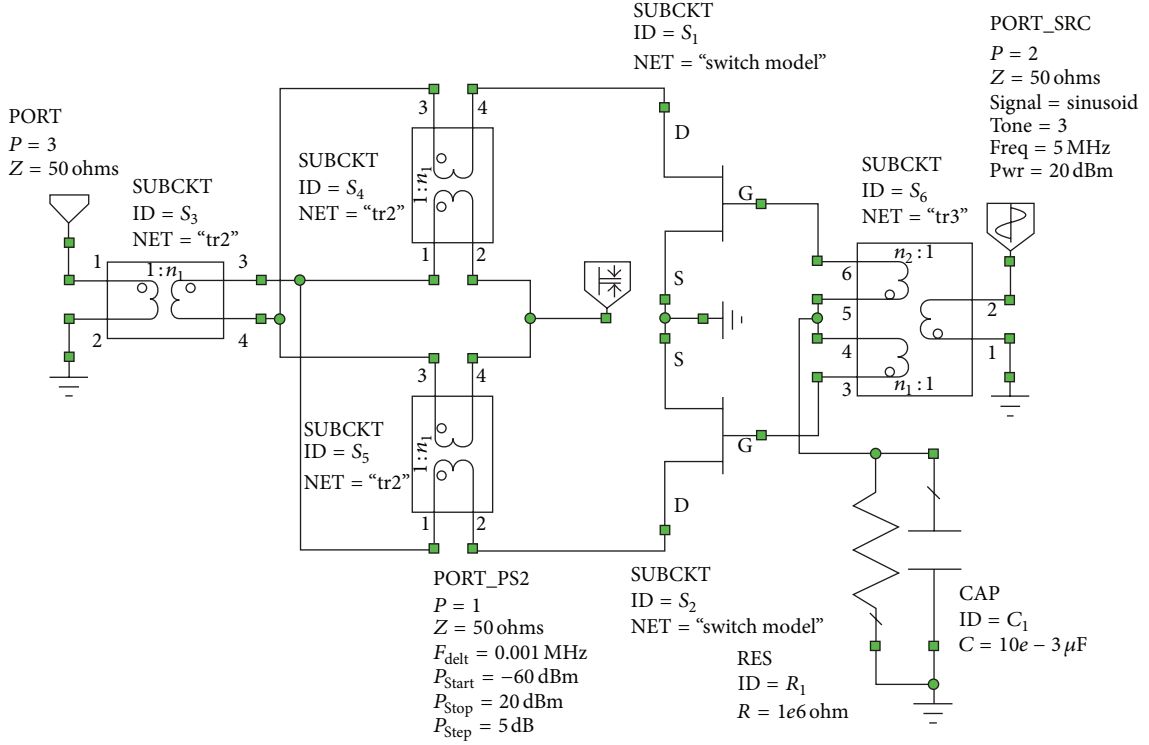 SUBCKT
ID = S₁
NET = “switch model”
PORT_SRC
P = 2
Z = 50 ohms
Signal = sinusoid
Tone = 3
Freq = 5 MHz
Pwr = 20 dBm
PORT
P = 3
Z = 50 ohms
SUBCKT
ID = S₃
NET = “tr2”
1
1:n₁
3
2
4
SUBCKT
ID = S₄
NET = “tr2”
3
4
1:n₁
1
2
D
G
S
S
G
D
SUBCKT
ID = S₆
NET = “tr3”
n₂:1
6
5
4
3
n₁:1
2
1
SUBCKT
ID = S₅
NET = “tr2”
3
4
1:n₁
1
2
PORT_PS2
P = 1
Z = 50 ohms
F_delt = 0.001 MHz
P_Start = −60 dBm
P_Stop = 20 dBm
P_Step = 5 dB
SUBCKT
ID = S₂
NET = “switch model”
RES
ID = R₁
R = 1e6 ohm
CAP
ID = C₁
C = 10e − 3 μF